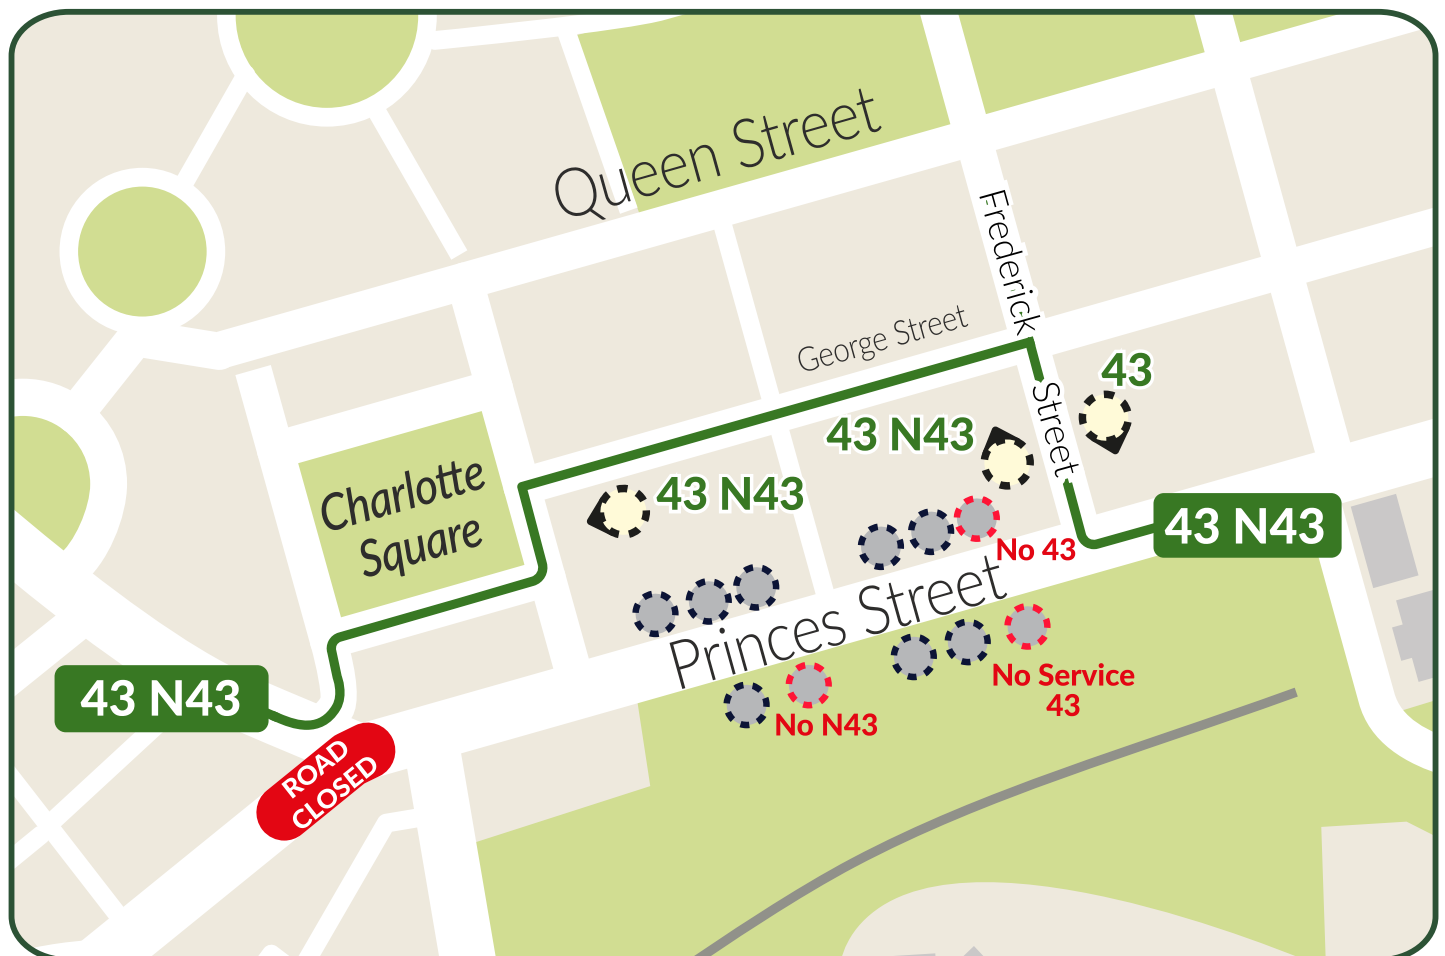 Queen Street
Frederick
Street
George Street
43
43 N43
43 N43
Charlotte
Square
43 N43
No 43
Princes Street
No Service
43
No N43
43 N43
ROAD
CLOSED